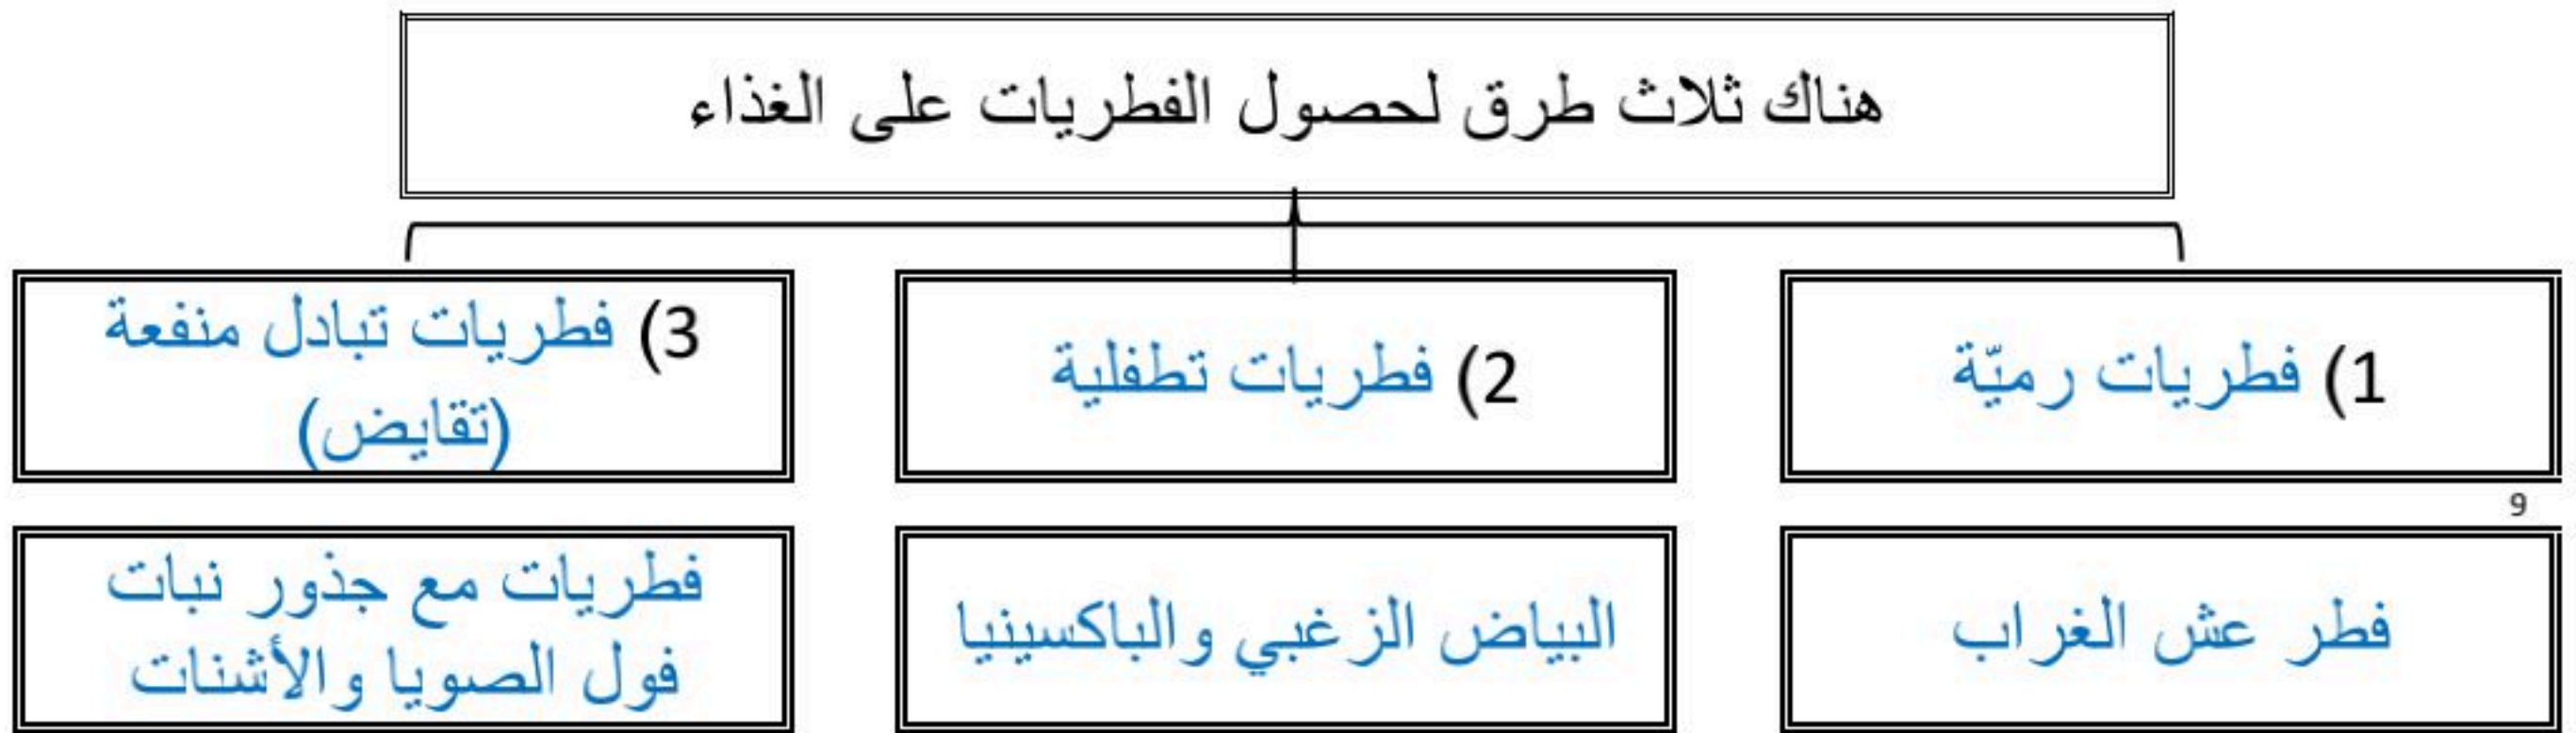 هناك ثلاث طرق لحصول الفطريات على الغذاء
1) فطريات رميّة
2) فطريات تطفلية
3) فطريات تبادل منفعة
(تقايض)
9
فطر عش الغراب
البياض الزغبي والباكسينيا
فطريات مع جذور نبات
فول الصويا والأشنات